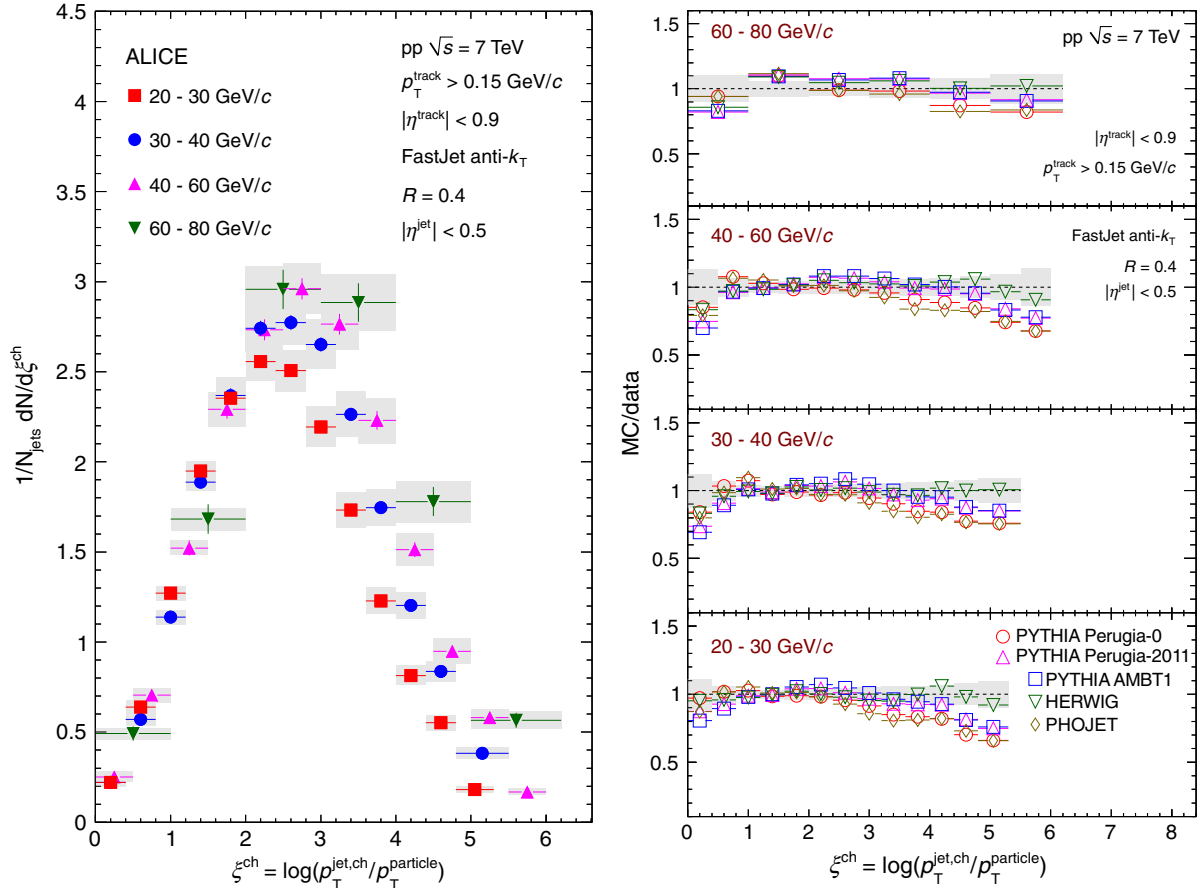 ALICE
20 - 30 GeV/c
30 - 40 GeV/c
40 - 60 GeV/c
60 - 80 GeV/c
pp √s = 7 TeV
p_T^track > 0.15 GeV/c
|η^track| < 0.9
FastJet anti-k_T
R = 0.4
|η^jet| < 0.5
1/N_jets dN/dξ^ch
4.5
4
3.5
3
2.5
2
1.5
1
0.5
0
0 1 2 3 4 5 6
ξ^ch = log(p_T^jet,ch/p_T^particle)
MC/data
60 - 80 GeV/c
pp √s = 7 TeV
|η^track| < 0.9
p_T^track > 0.15 GeV/c
1.5
1
0.5
40 - 60 GeV/c
FastJet anti-k_T
R = 0.4
|η^jet| < 0.5
1.5
1
0.5
30 - 40 GeV/c
1.5
1
0.5
20 - 30 GeV/c
PYTHIA Perugia-0
PYTHIA Perugia-2011
PYTHIA AMBT1
HERWIG
PHOJET
1.5
1
0.5
0 1 2 3 4 5 6 7 8
ξ^ch = log(p_T^jet,ch/p_T^particle)